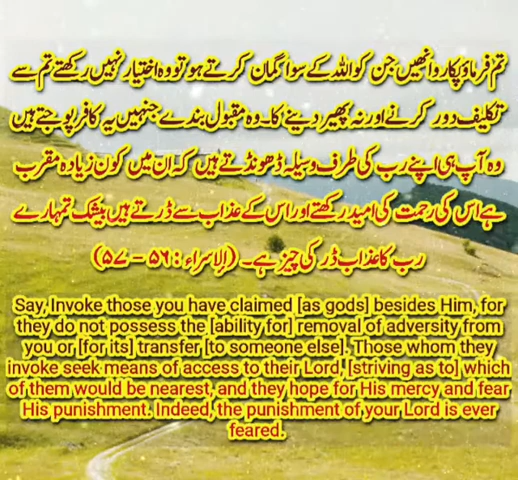 تم فرماؤ پکارو انھیں جن کو اللہ کے سوا گمان کرتے ہو تو وہ اختیار نہیں رکھتے تم سے
تکلیف دور کرنے اور نہ پھیر دینے کا۔ وہ مقبول بندے جنہیں یہ کافر پوجتے ہیں
وہ آپ ہی اپنے رب کی طرف وسیلہ ڈھونڈتے ہیں کہ ان میں کون زیادہ مقرب
ہے اس کی رحمت کی امید رکھتے اور اس کے عذاب سے ڈرتے ہیں بیشک تمہارے
رب کا عذاب ڈر کی چیز ہے۔ (الإسراء : ۵۶ – ۵۷)
Say, Invoke those you have claimed [as gods] besides Him, for
they do not possess the [ability for] removal of adversity from
you or [for its] transfer [to someone else]. Those whom they
invoke seek means of access to their Lord, [striving as to] which
of them would be nearest, and they hope for His mercy and fear
His punishment. Indeed, the punishment of your Lord is ever
feared.